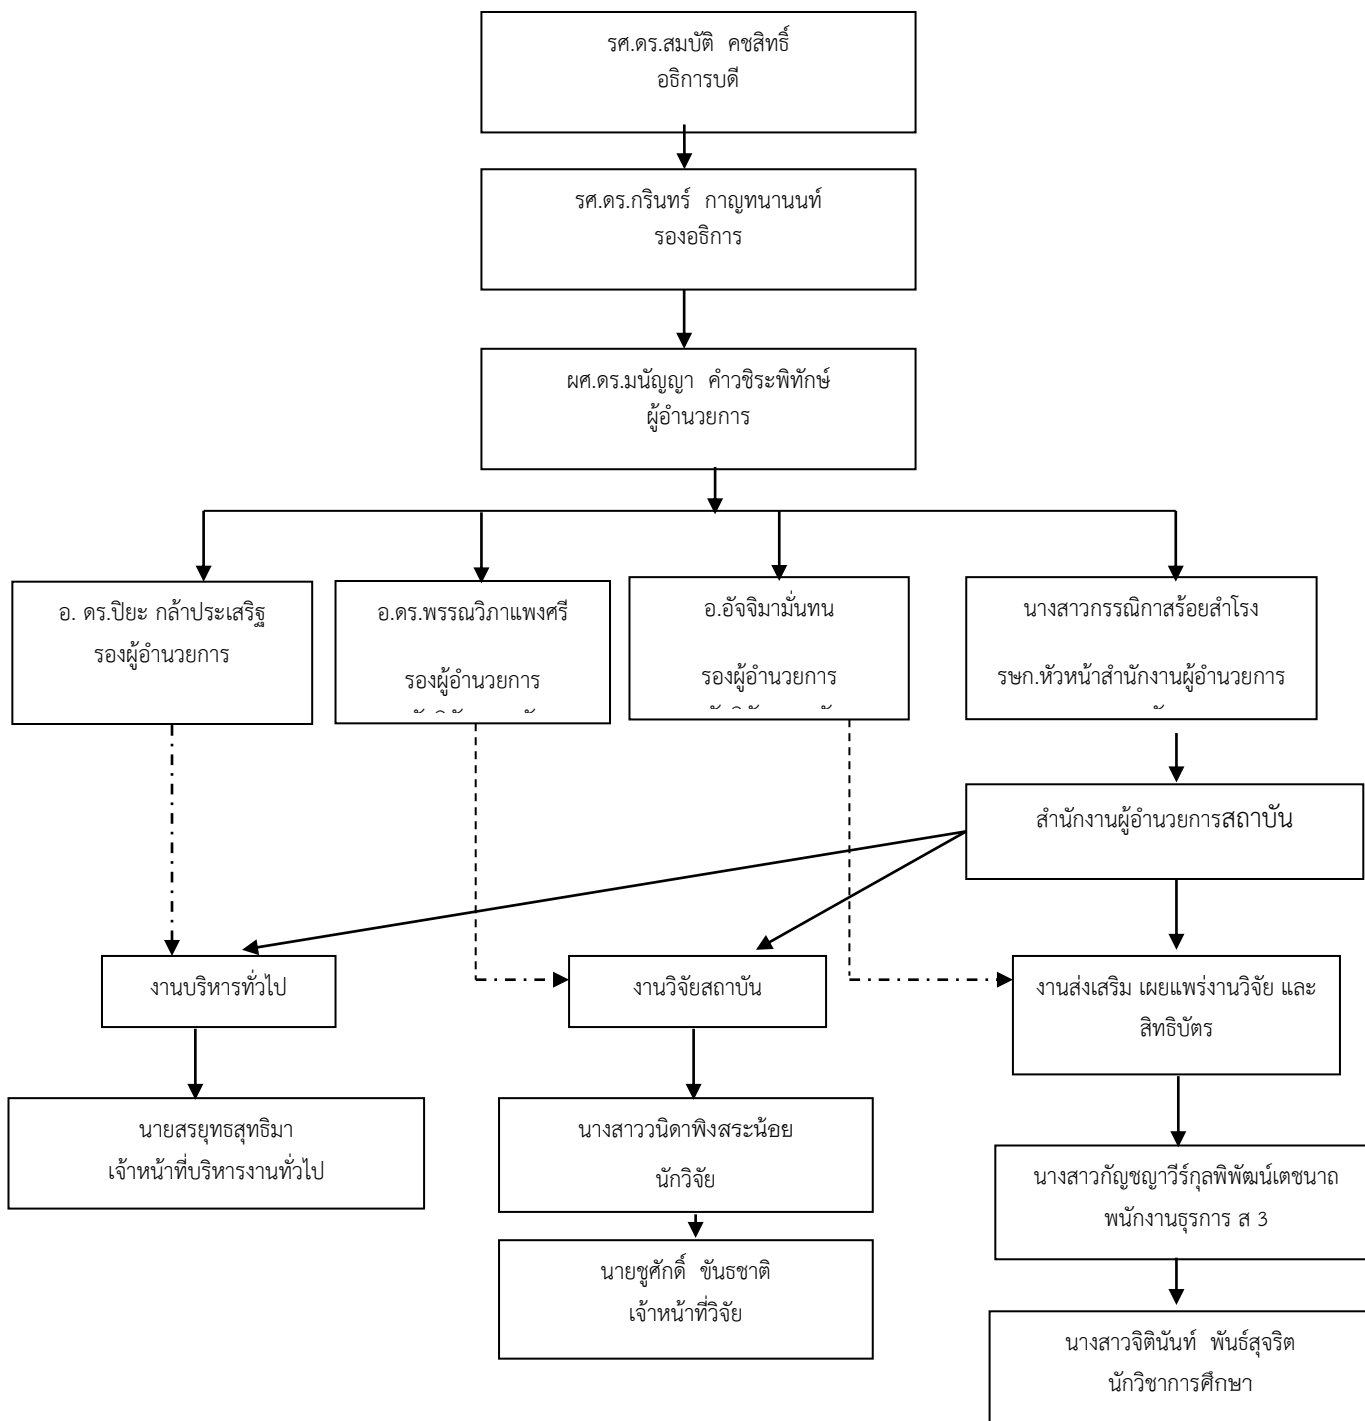 รศ.ดร.สมบัติ คชสิทธิ์
อธิการบดี
รศ.ดร.กรินทร์ กาญทนานนท์
รองอธิการ
ผศ.ดร.มนัญญา คำวชิระพิทักษ์
ผู้อำนวยการ
อ. ดร.ปิยะ กล้าประเสริฐ
รองผู้อำนวยการ
อ.ดร.พรรณวิภาแพงศรี
รองผู้อำนวยการ
อ.อัจจิมามั่นทน
รองผู้อำนวยการ
นางสาวกรรณิกาสร้อยสำโรง
รษก.หัวหน้าสำนักงานผู้อำนวยการ
สำนักงานผู้อำนวยการสถาบัน
งานบริหารทั่วไป
งานวิจัยสถาบัน
งานส่งเสริม เผยแพร่งานวิจัย และ
สิทธิบัตร
นายสรยุทธสุทธิมา
เจ้าหน้าที่บริหารงานทั่วไป
นางสาววนิดาพิงสระน้อย
นักวิจัย
นางสาวกัญชญาวีร์กุลพิพัฒน์เตชนาถ
พนักงานธุรการ ส 3
นายชูศักดิ์ ขันธชาติ
เจ้าหน้าที่วิจัย
นางสาวจิตินันท์ พันธ์สุจริต
นักวิชาการศึกษา